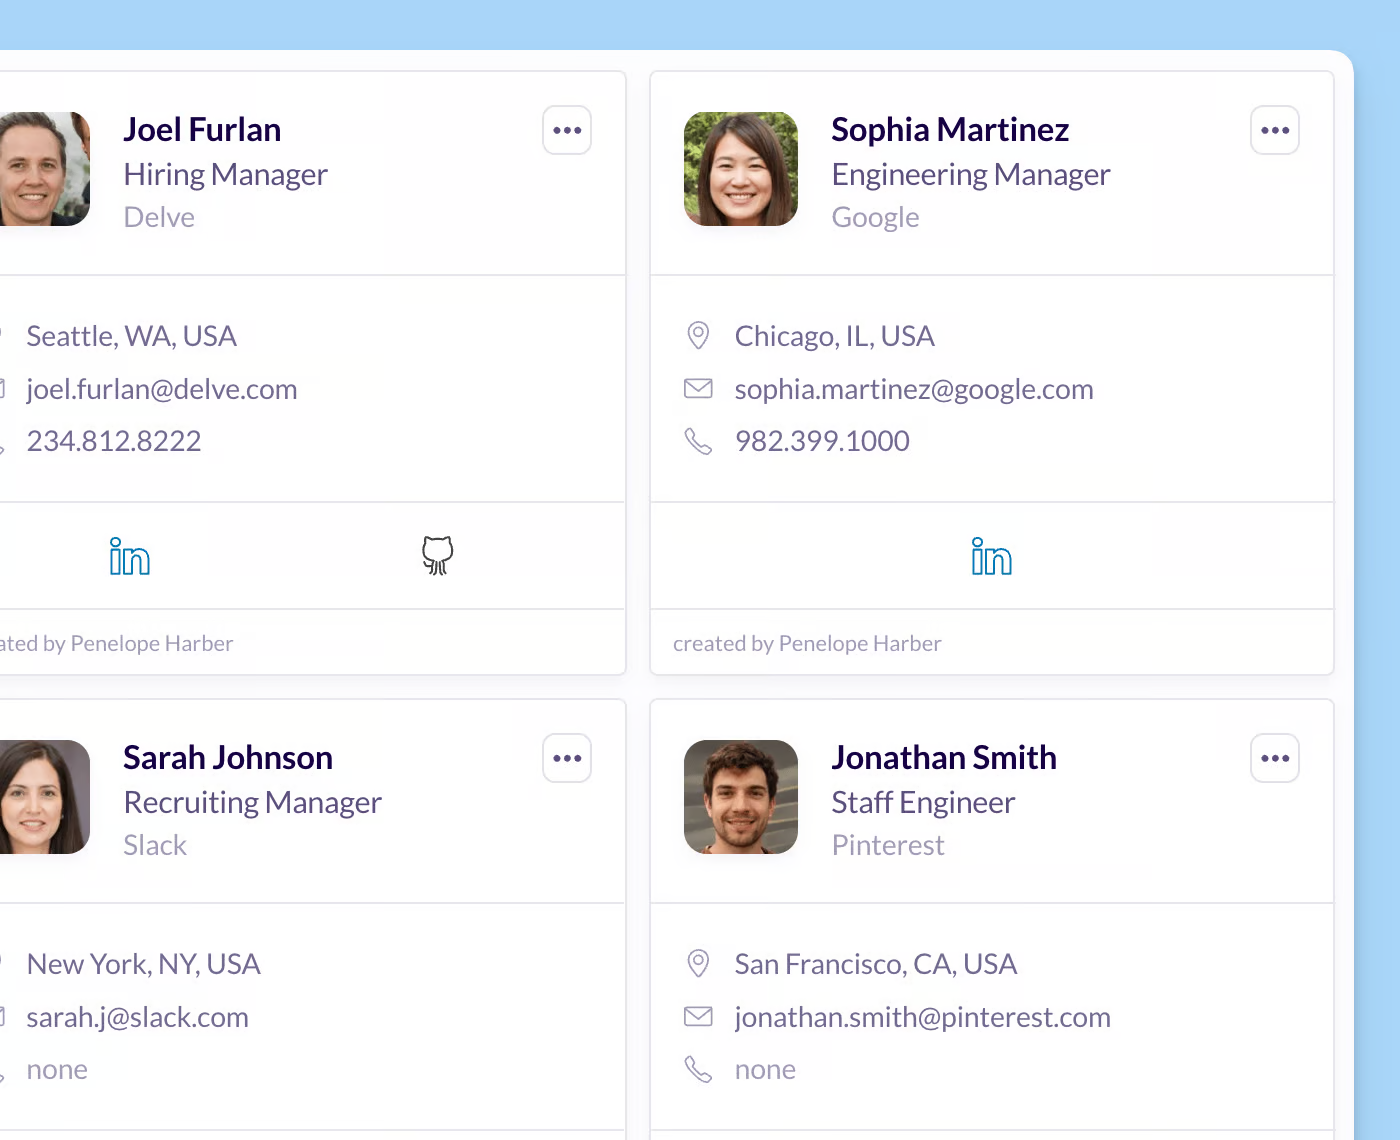 Joel Furlan
Hiring Manager
Delve
Seattle, WA, USA
joel.furlan@delve.com
234.812.8222
in
ated by Penelope Harber
Sophia Martinez
Engineering Manager
Google
Chicago, IL, USA
sophia.martinez@google.com
982.399.1000
in
created by Penelope Harber
Sarah Johnson
Recruiting Manager
Slack
New York, NY, USA
sarah.j@slack.com
none
Jonathan Smith
Staff Engineer
Pinterest
San Francisco, CA, USA
jonathan.smith@pinterest.com
none